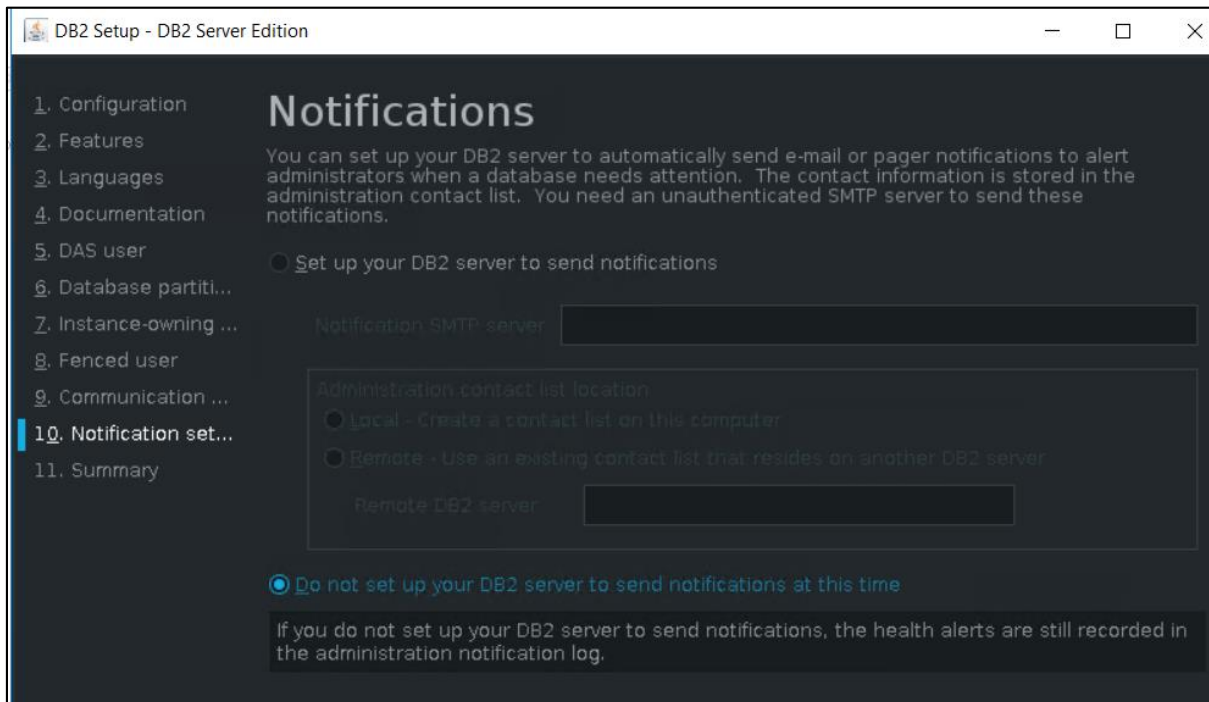 DB2 Setup - DB2 Server Edition
1. Configuration
2. Features
3. Languages
4. Documentation
5. DAS user
6. Database partiti...
7. Instance-owning ...
8. Fenced user
9. Communication ...
10. Notification set...
11. Summary
Notifications
You can set up your DB2 server to automatically send e-mail or pager notifications to alert
administrators when a database needs attention. The contact information is stored in the
administration contact list. You need an unauthenticated SMTP server to send these
notifications.
Set up your DB2 server to send notifications
Notification SMTP server
Administration contact list location
Local - Create a contact list on this computer
Remote - Use an existing contact list that resides on another DB2 server
Remote DB2 server
Do not set up your DB2 server to send notifications at this time
If you do not set up your DB2 server to send notifications, the health alerts are still recorded in
the administration notification log.